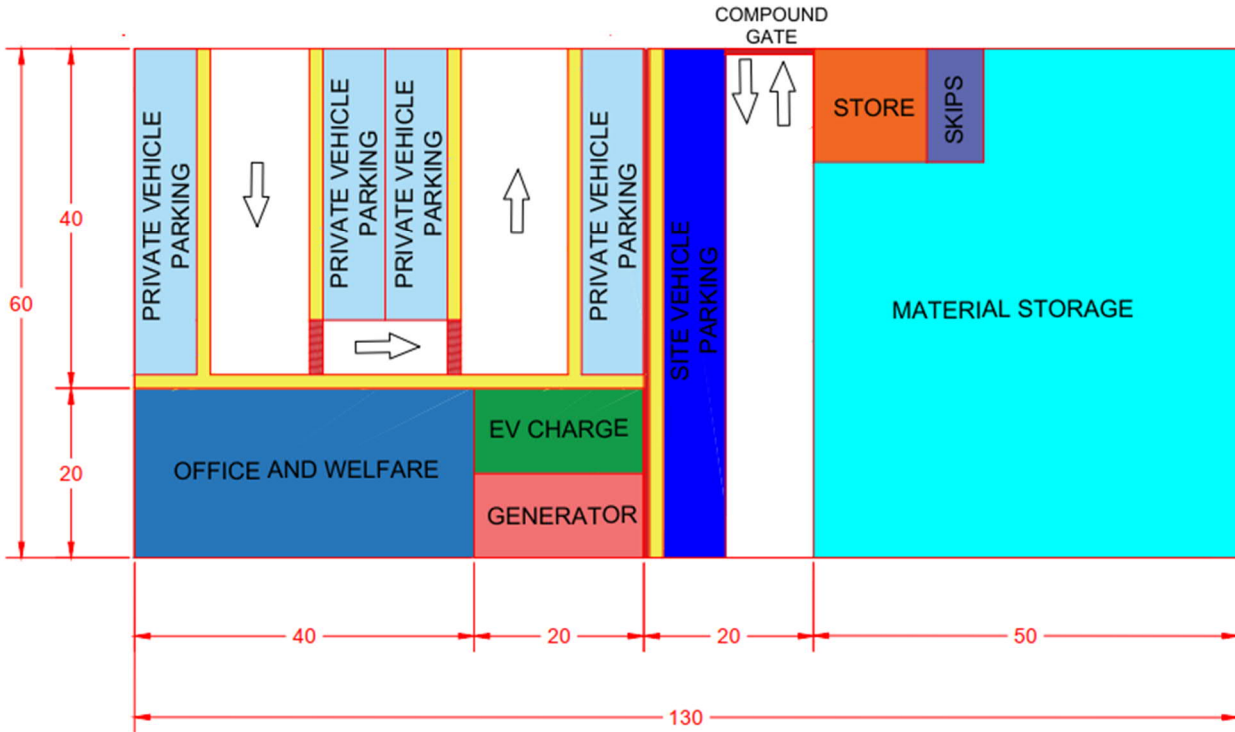 COMPOUND
GATE
PRIVATE VEHICLE
PARKING
PRIVATE VEHICLE
PARKING
PRIVATE VEHICLE
PARKING
PRIVATE VEHICLE
PARKING
SITE VEHICLE
PARKING
STORE
SKIPS
MATERIAL STORAGE
40
60
20
OFFICE AND WELFARE
EV CHARGE
GENERATOR
40
20
20
50
130